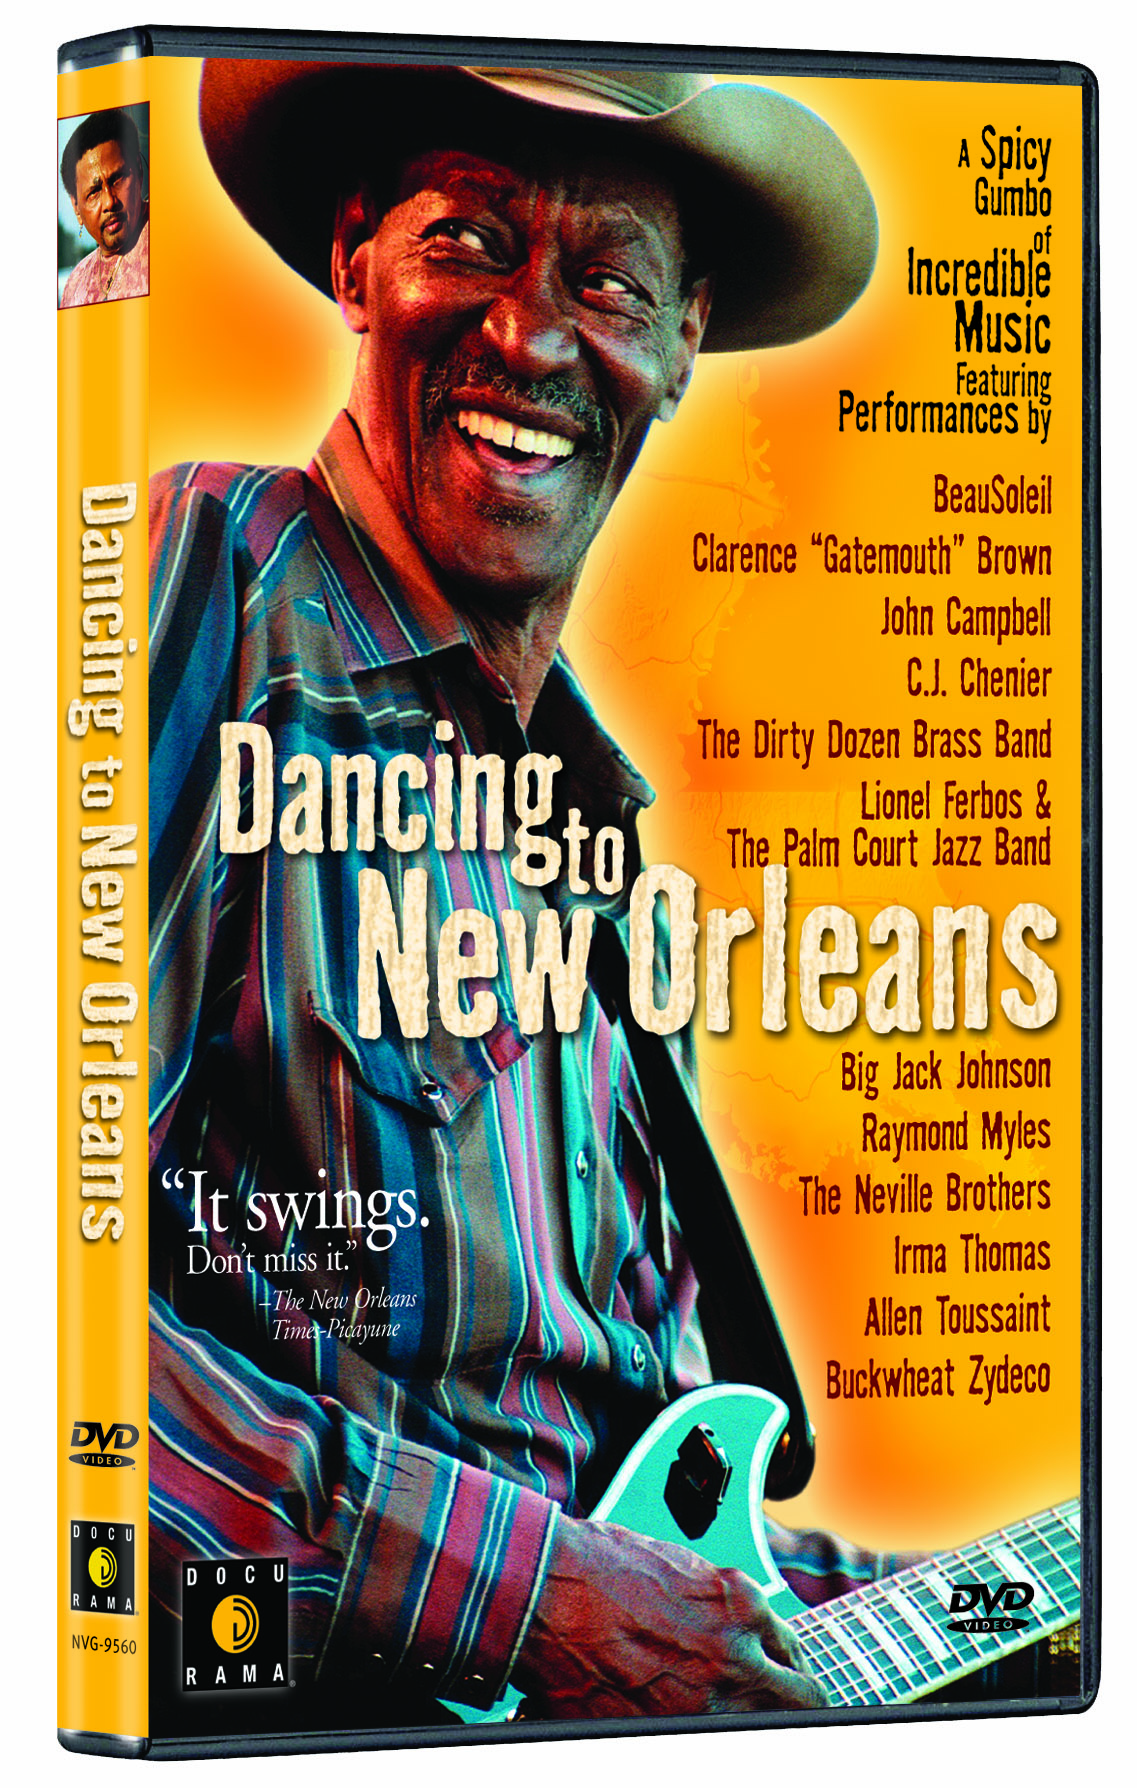 A Spicy
Gumbo
of
Incredible
Music
Featuring
Performances by
BeauSoleil
Clarence “Gatemouth” Brown
John Campbell
C.J. Chenier
The Dirty Dozen Brass Band
Lionel Ferbos &
The Palm Court Jazz Band
Dancing to
New Orleans
Big Jack Johnson
Raymond Myles
The Neville Brothers
Irma Thomas
Allen Toussaint
Buckwheat Zydeco
“It swings.
Don’t miss it.”
–The New Orleans
Times-Picayune
DOCU
RAMA®
DVD
VIDEO
Dancing to New Orleans
DVD
VIDEO™
DOCU
RAMA®
NVG-9560